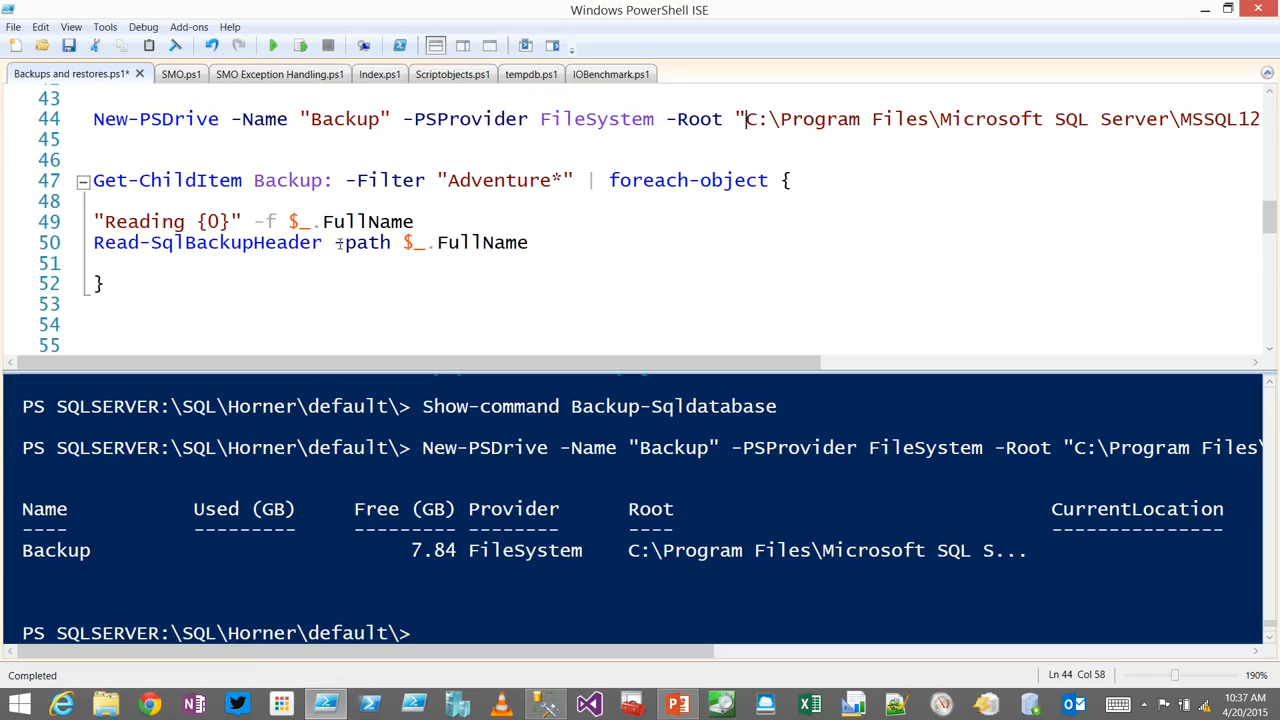 Windows PowerShell ISE
File Edit View Tools Debug Add-ons Help
Backups and restores.ps1* SMO.ps1 SMO Exception Handling.ps1 Index.ps1 Scriptobjects.ps1 tempdb.ps1 IOBenchmark.ps1
43
44 New-PSDrive -Name "Backup" -PSProvider FileSystem -Root "C:\Program Files\Microsoft SQL Server\MSSQL12
45
46
47 Get-ChildItem Backup: -Filter "Adventure*" | foreach-object {
48
49 "Reading {0}" -f $_.FullName
50 Read-SqlBackupHeader -path $_.FullName
51
52 }
53
54
55
PS SQLSERVER:\SQL\Horner\default\> Show-command Backup-Sqldatabase
PS SQLSERVER:\SQL\Horner\default\> New-PSDrive -Name "Backup" -PSProvider FileSystem -Root "C:\Program Files\
Name Used (GB) Free (GB) Provider Root CurrentLocation
---- --------- --------- -------- ---- ---------------
Backup 7.84 FileSystem C:\Program Files\Microsoft SQL S...
PS SQLSERVER:\SQL\Horner\default\>
Completed Ln 44 Col 58 190%
10:37 AM
4/20/2015